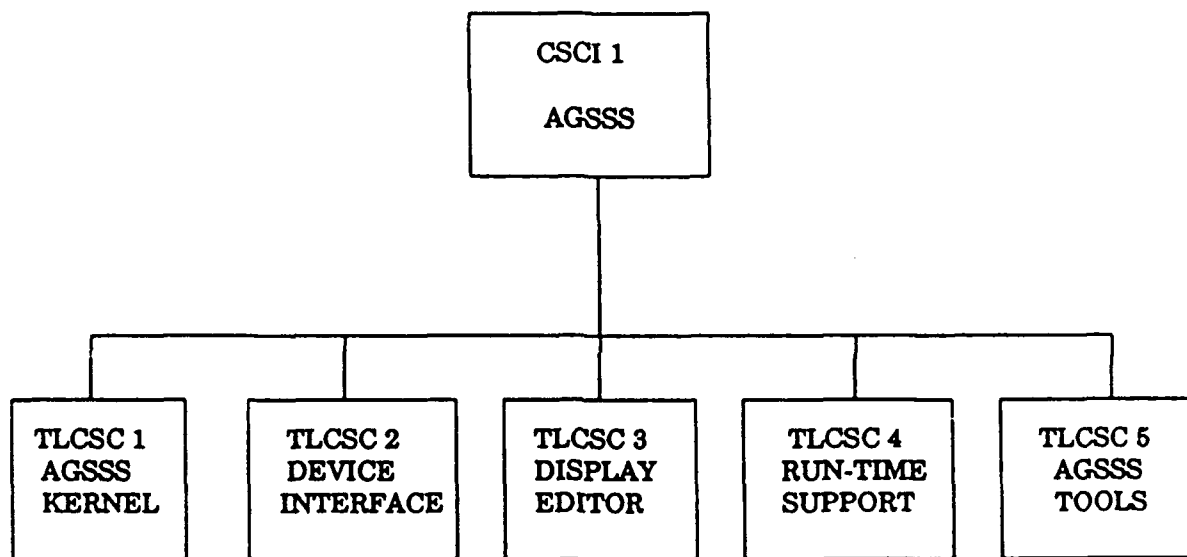 CSCI 1
AGSSS
TLCSC 1
AGSSS
KERNEL
TLCSC 2
DEVICE
INTERFACE
TLCSC 3
DISPLAY
EDITOR
TLCSC 4
RUN-TIME
SUPPORT
TLCSC 5
AGSSS
TOOLS